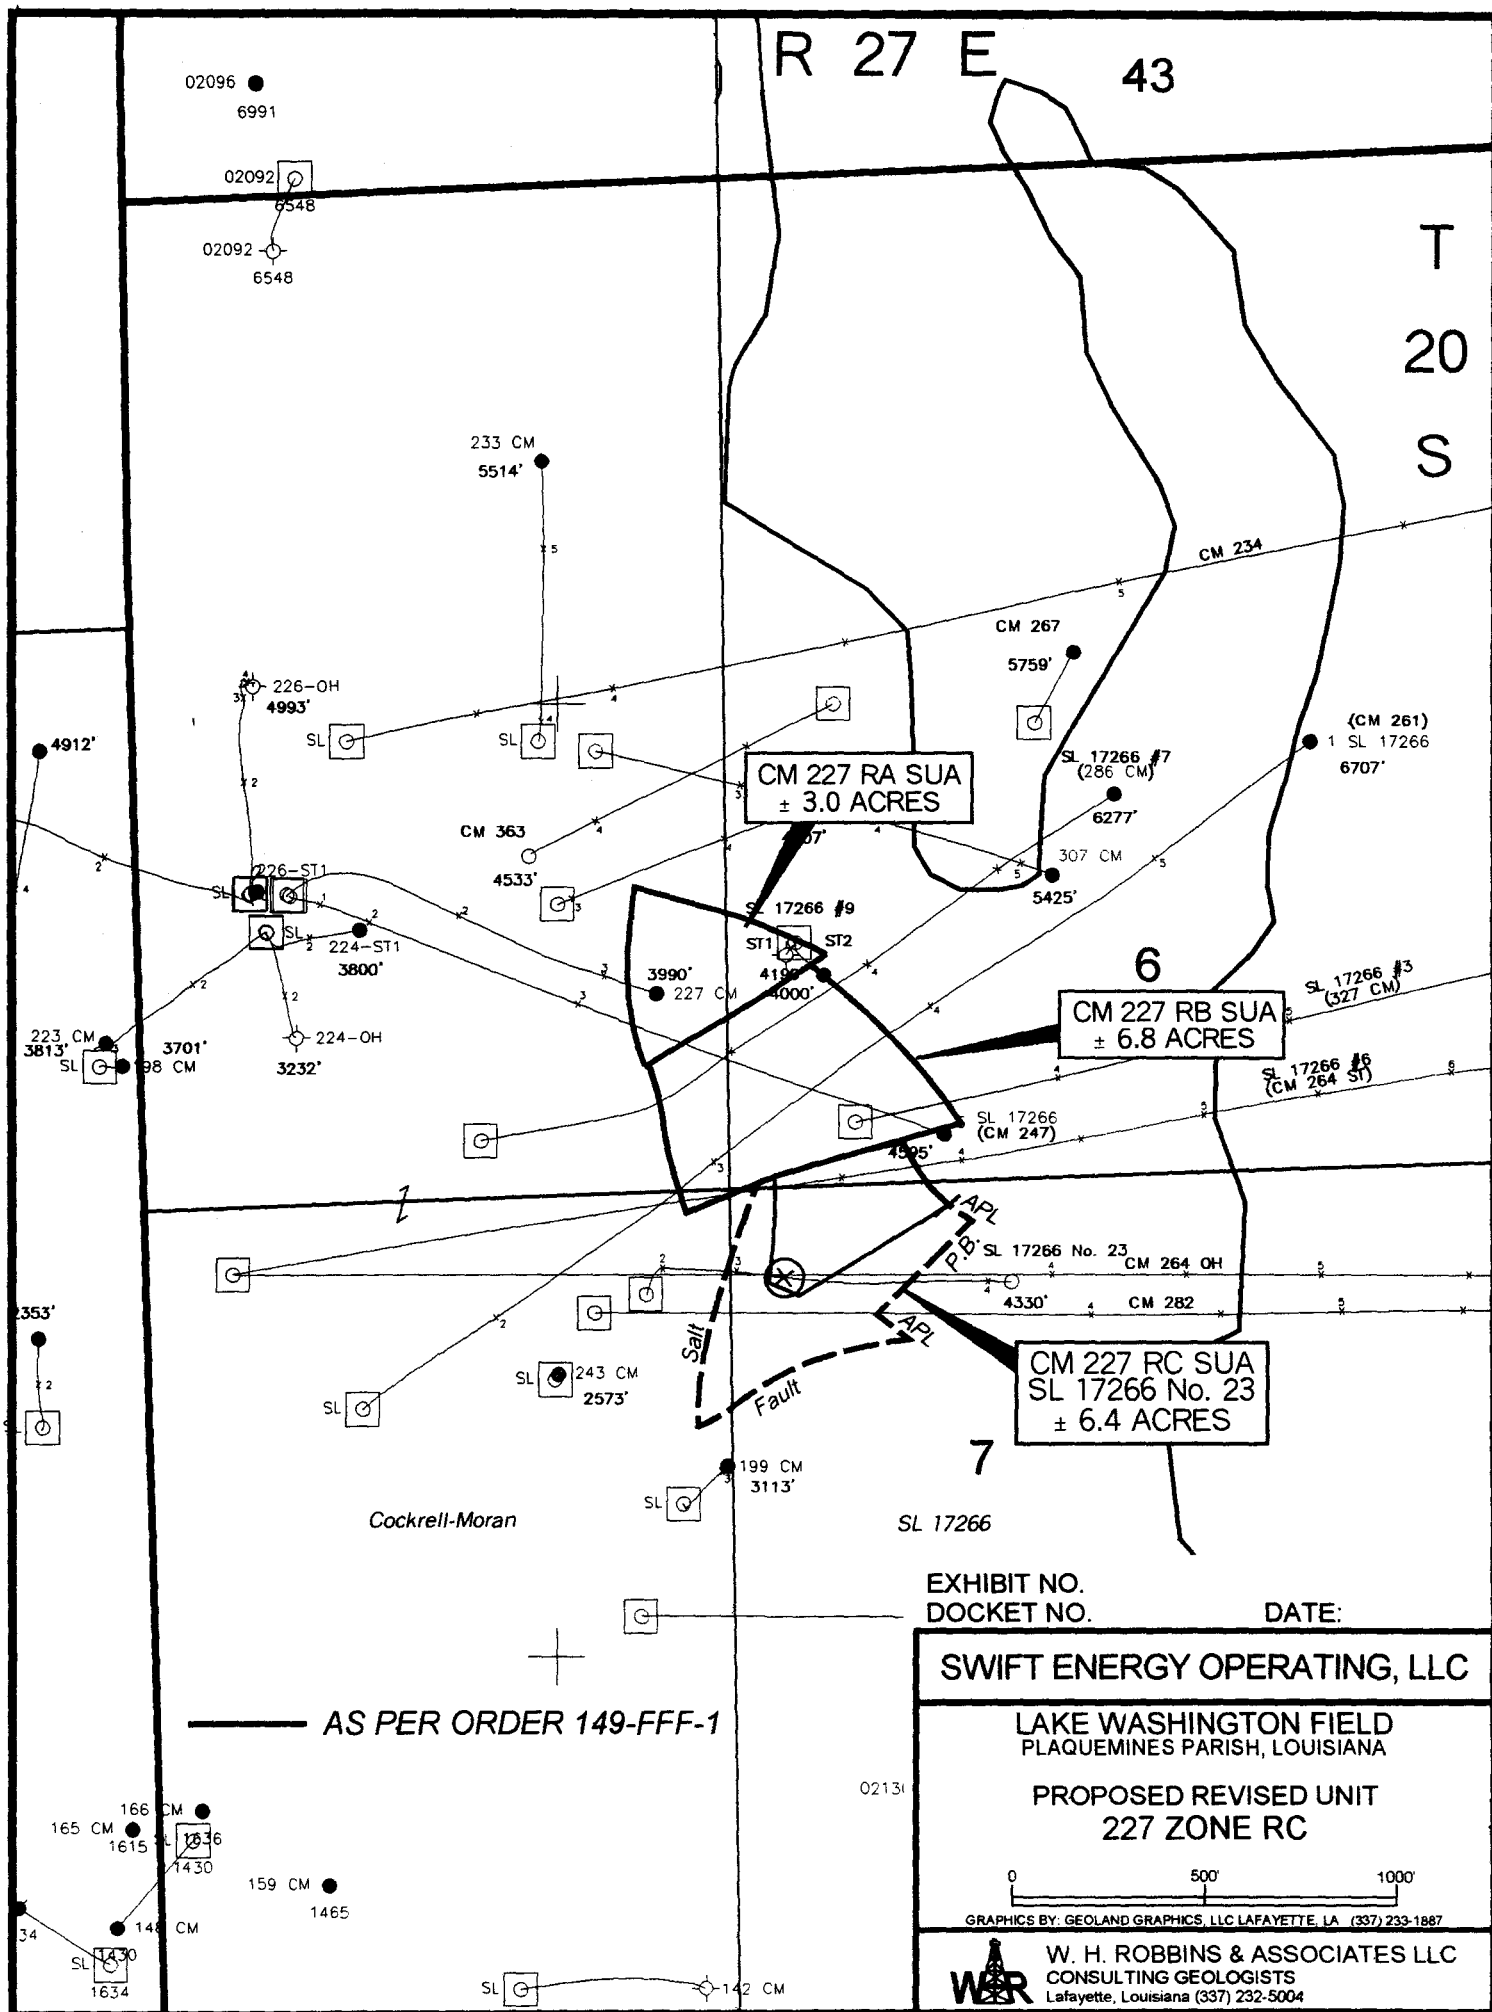 R 27 E
43
02096
6991
02092
6548
02092
6548
T
20
S
233 CM
5514'
5
CM 234
5
CM 267
5759'
4
226-OH
4993'
4912'
SL
SL
(CM 261)
1 SL 17266
6707'
SL 17266 #7
(286 CM)
6277'
CM 227 RA SUA
± 3.0 ACRES
CM 363
4533'
307 CM
5425'
226-ST1
SL
SL
224-ST1
3800'
SL 17266 #9
ST1
ST2
3990'
227 CM
4000'
6
SL 17266 #3
(327 CM)
CM 227 RB SUA
± 6.8 ACRES
223 CM
3813'
3701'
SL
198 CM
224-OH
3232'
SL 17266 #6
(CM 264 ST)
SL 17266
(CM 247)
4595'
APL
P.B.
SL 17266 No. 23
CM 264 OH
4330'
CM 282
APL
2353'
Salt
Fault
SL
243 CM
2573'
SL
SL
CM 227 RC SUA
SL 17266 No. 23
± 6.4 ACRES
7
199 CM
3113'
SL
Cockrell-Moran
SL 17266
EXHIBIT NO.
DOCKET NO.
DATE:
SWIFT ENERGY OPERATING, LLC
AS PER ORDER 149-FFF-1
LAKE WASHINGTON FIELD
PLAQUEMINES PARISH, LOUISIANA
PROPOSED REVISED UNIT
227 ZONE RC
166 CM
165 CM
1615
1636
1430
159 CM
1465
148 CM
1430
SL
1634
SL
142 CM
0 500' 1000'
GRAPHICS BY: GEOLAND GRAPHICS, LLC LAFAYETTE, LA (337) 233-1887
W. H. ROBBINS & ASSOCIATES LLC
CONSULTING GEOLOGISTS
Lafayette, Louisiana (337) 232-5004